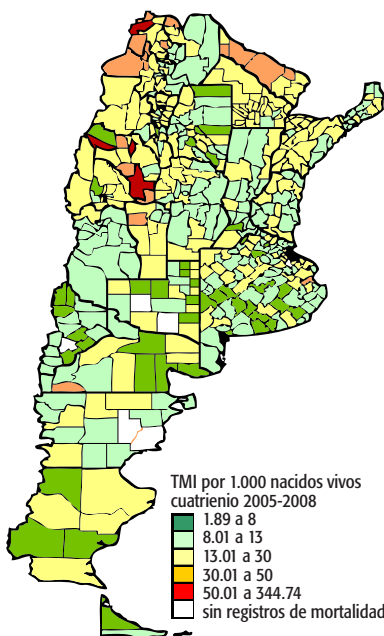 TMI por 1.000 nacidos vivos
cuatrienio 2005-2008
1.89 a 8
8.01 a 13
13.01 a 30
30.01 a 50
50.01 a 344.74
sin registros de mortalidad